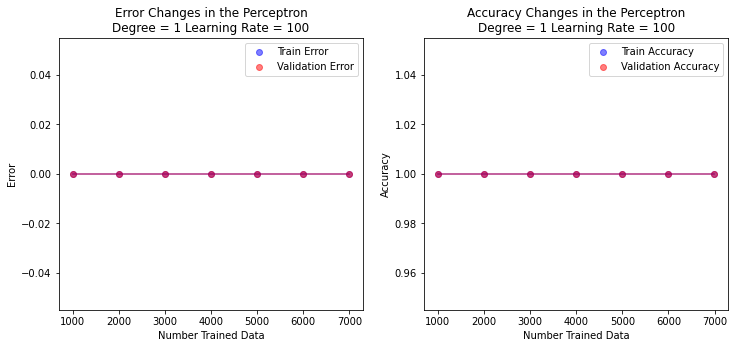 Error Changes in the Perceptron
Degree = 1 Learning Rate = 100
Train Error
Validation Error
0.04
0.02
0.00
−0.02
−0.04
Error
1000 2000 3000 4000 5000 6000 7000
Number Trained Data
Accuracy Changes in the Perceptron
Degree = 1 Learning Rate = 100
Train Accuracy
Validation Accuracy
1.04
1.02
1.00
0.98
0.96
Accuracy
1000 2000 3000 4000 5000 6000 7000
Number Trained Data